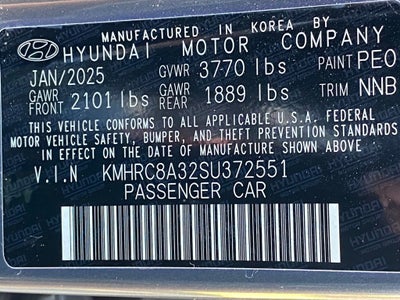 MANUFACTURED IN KOREA BY
HYUNDAI MOTOR COMPANY
JAN/2025 GVWR 3770 lbs PAINT PEO
GAWR FRONT 2101 lbs GAWR REAR 1889 lbs TRIM NNB
THIS VEHICLE CONFORMS TO ALL APPLICABLE U.S.A. FEDERAL
MOTOR VEHICLE SAFETY, BUMPER, AND THEFT PREVENTION STANDARDS
IN EFFECT ON THE DATE OF MANUFACTURE SHOWN ABOVE.
V.I.N KMHRC8A32SU372551
PASSENGER CAR